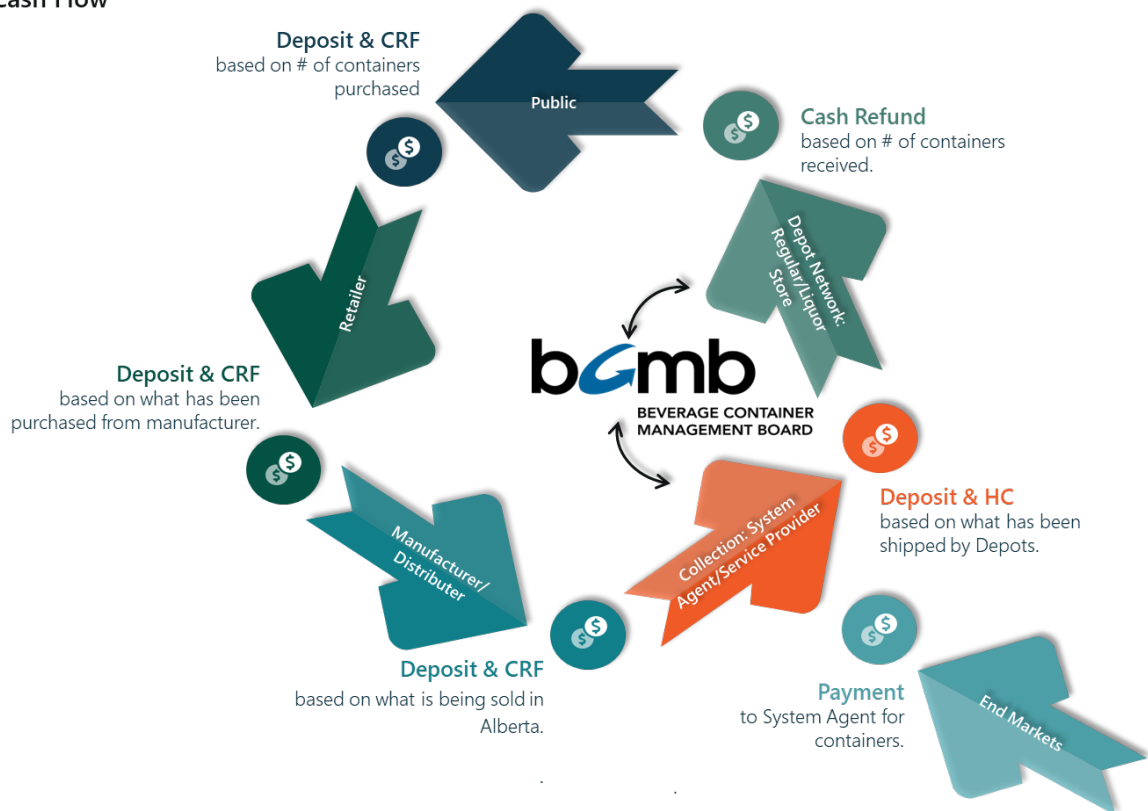 Cash Flow
Deposit & CRF
based on # of containers
purchased
Public
Cash Refund
based on # of containers
received.
Depot Network:
Regular/Liquor
Store
Retailer
bcmb
BEVERAGE CONTAINER
MANAGEMENT BOARD
Deposit & CRF
based on what has been
purchased from manufacturer.
Manufacturer/
Distributer
Collection: System
Agent/Service Provider
Deposit & HC
based on what has been
shipped by Depots.
Deposit & CRF
based on what is being sold in
Alberta.
Payment
to System Agent for
containers.
End Markets